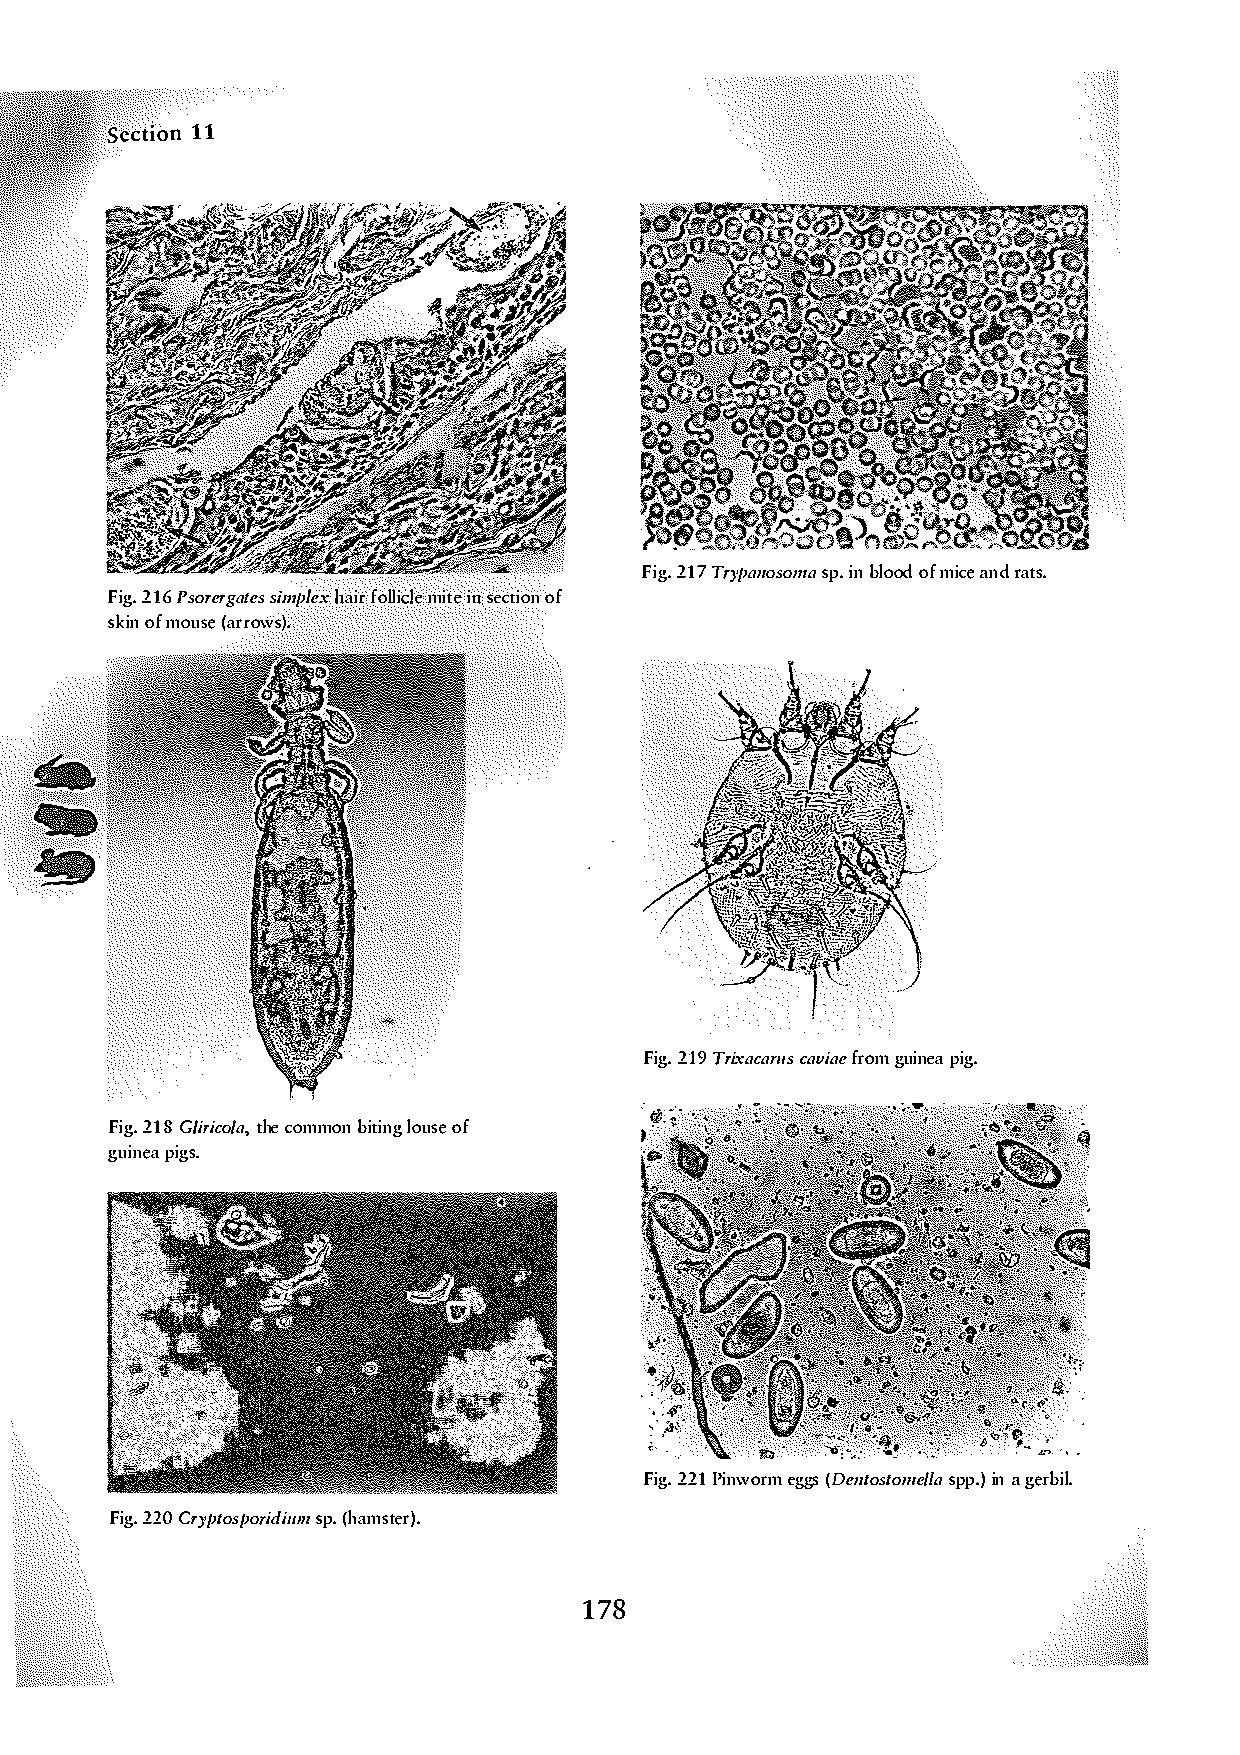 Section 11
Fig. 216 Psorergates simplex hair follicle mite in section of
skin of mouse (arrows).
Fig. 217 Trypanosoma sp. in blood of mice and rats.
Fig. 218 Gliricola, the common biting louse of
guinea pigs.
Fig. 219 Trixacarus caviae from guinea pig.
Fig. 220 Cryptosporidium sp. (hamster).
Fig. 221 Pinworm eggs (Dentostomella spp.) in a gerbil.
178